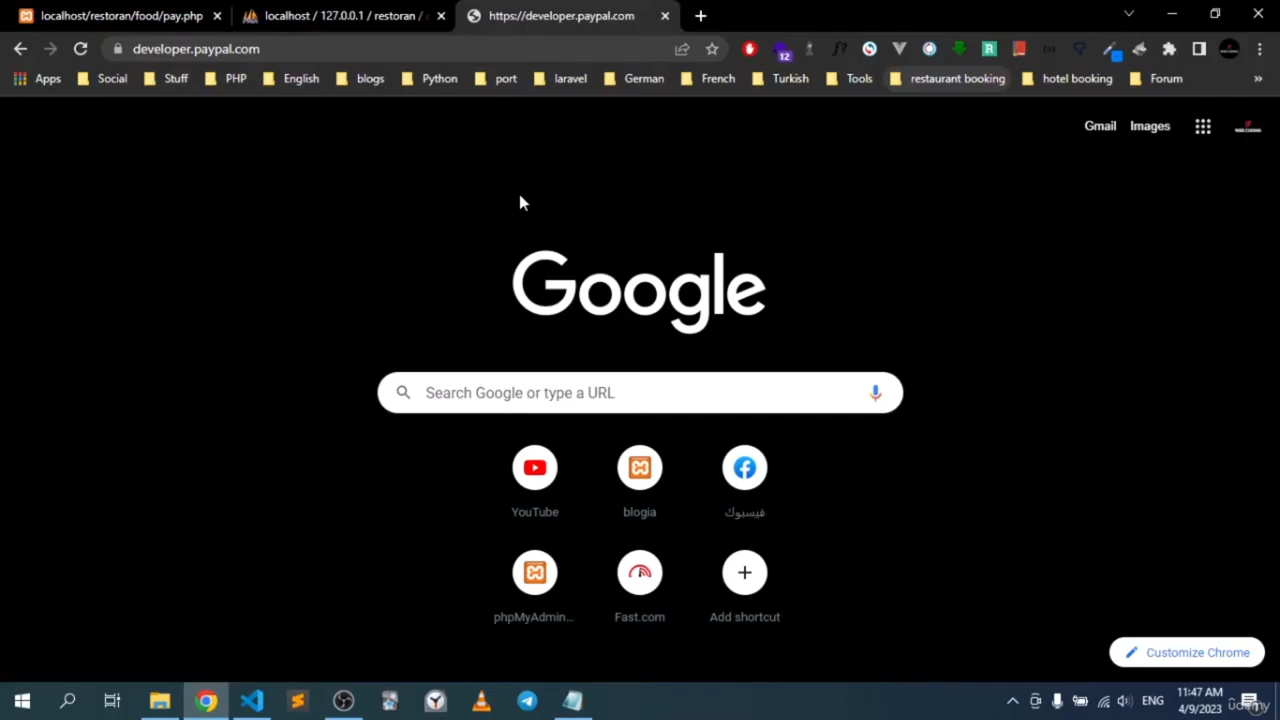 localhost/restoran/food/pay.php
localhost / 127.0.0.1 / restoran /
https://developer.paypal.com
developer.paypal.com
12
Apps
Social
Stuff
PHP
English
blogs
Python
port
laravel
German
French
Turkish
Tools
restaurant booking
hotel booking
Forum
Gmail
Images
Google
Search Google or type a URL
YouTube
blogia
فيسبوك
phpMyAdmin...
Fast.com
Add shortcut
Customize Chrome
ENG
11:47 AM
4/9/2023
udemy